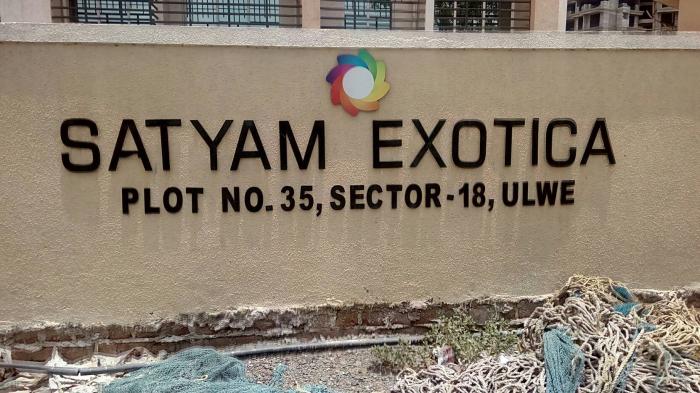 SATYAM EXOTICA
PLOT NO. 35, SECTOR-18, ULWE